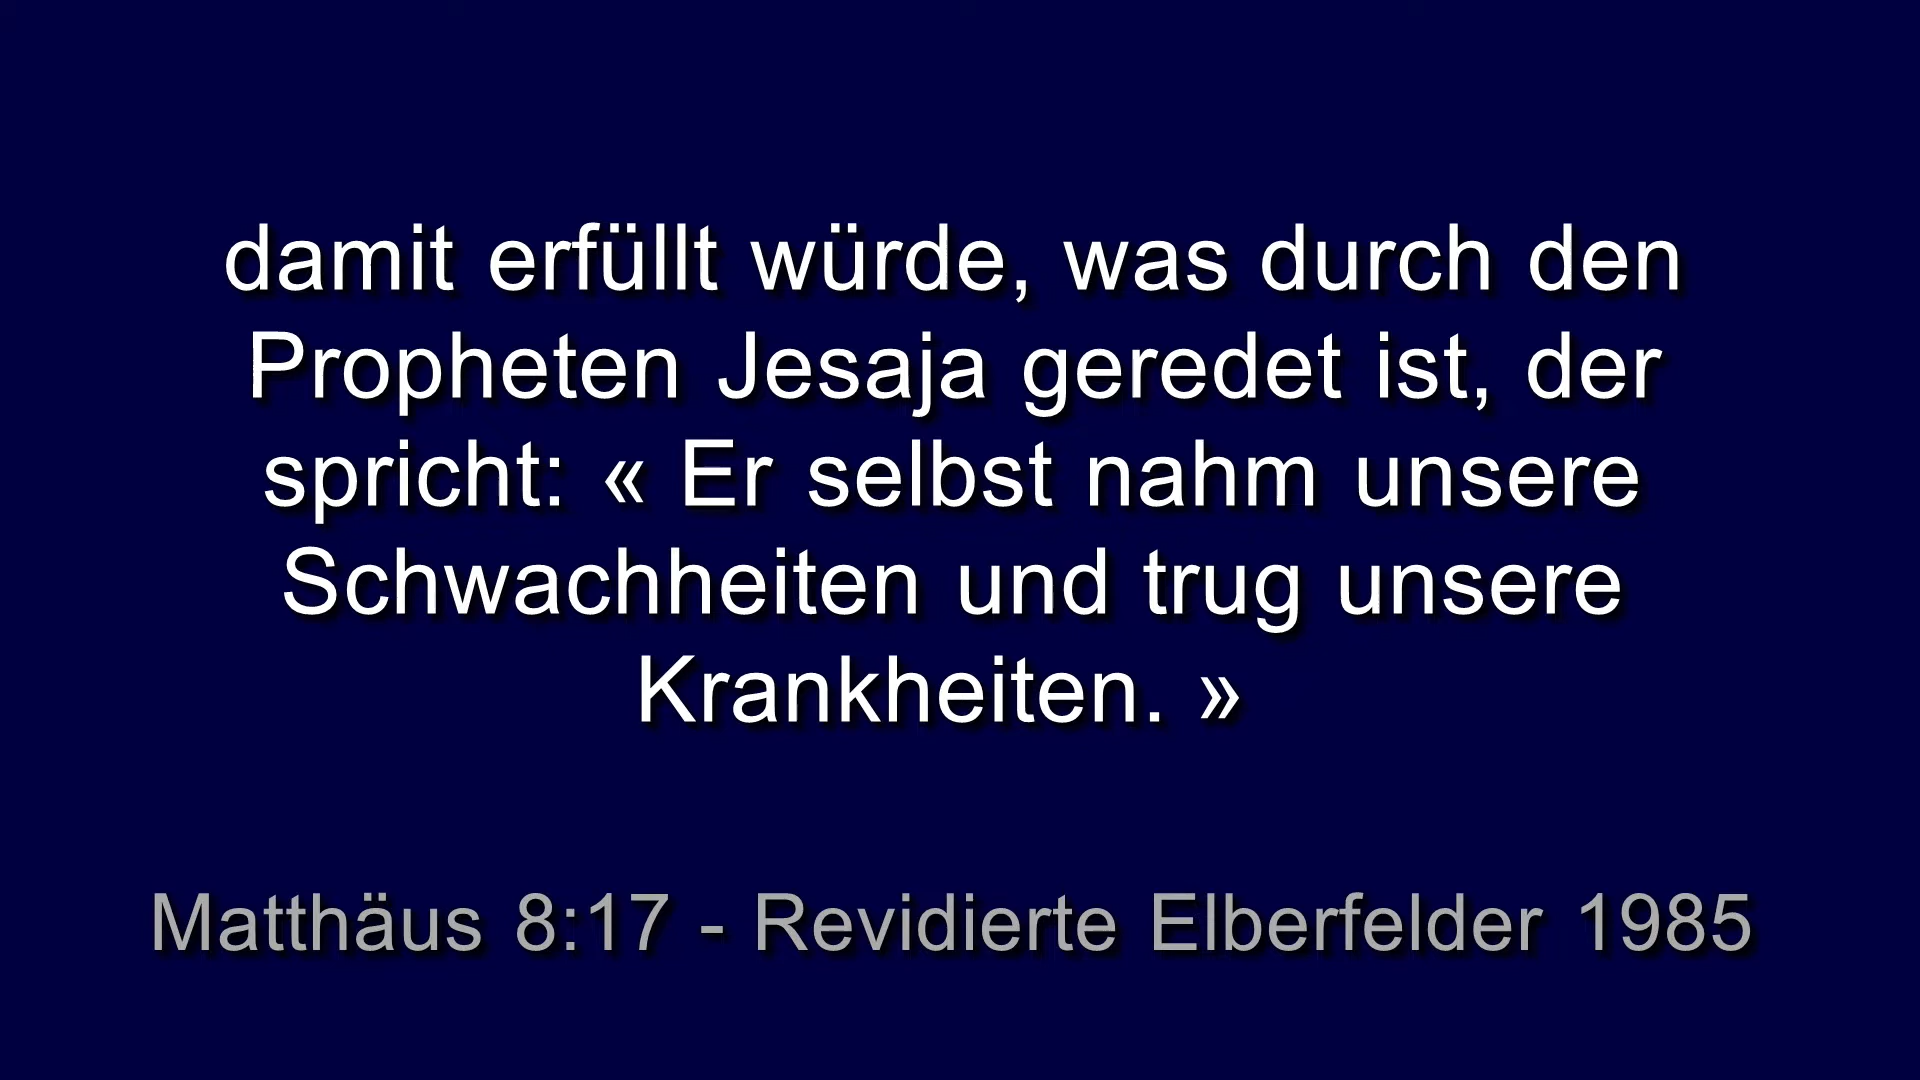 damit erfüllt würde, was durch den
Propheten Jesaja geredet ist, der
spricht: « Er selbst nahm unsere
Schwachheiten und trug unsere
Krankheiten. »
Matthäus 8:17 - Revidierte Elberfelder 1985